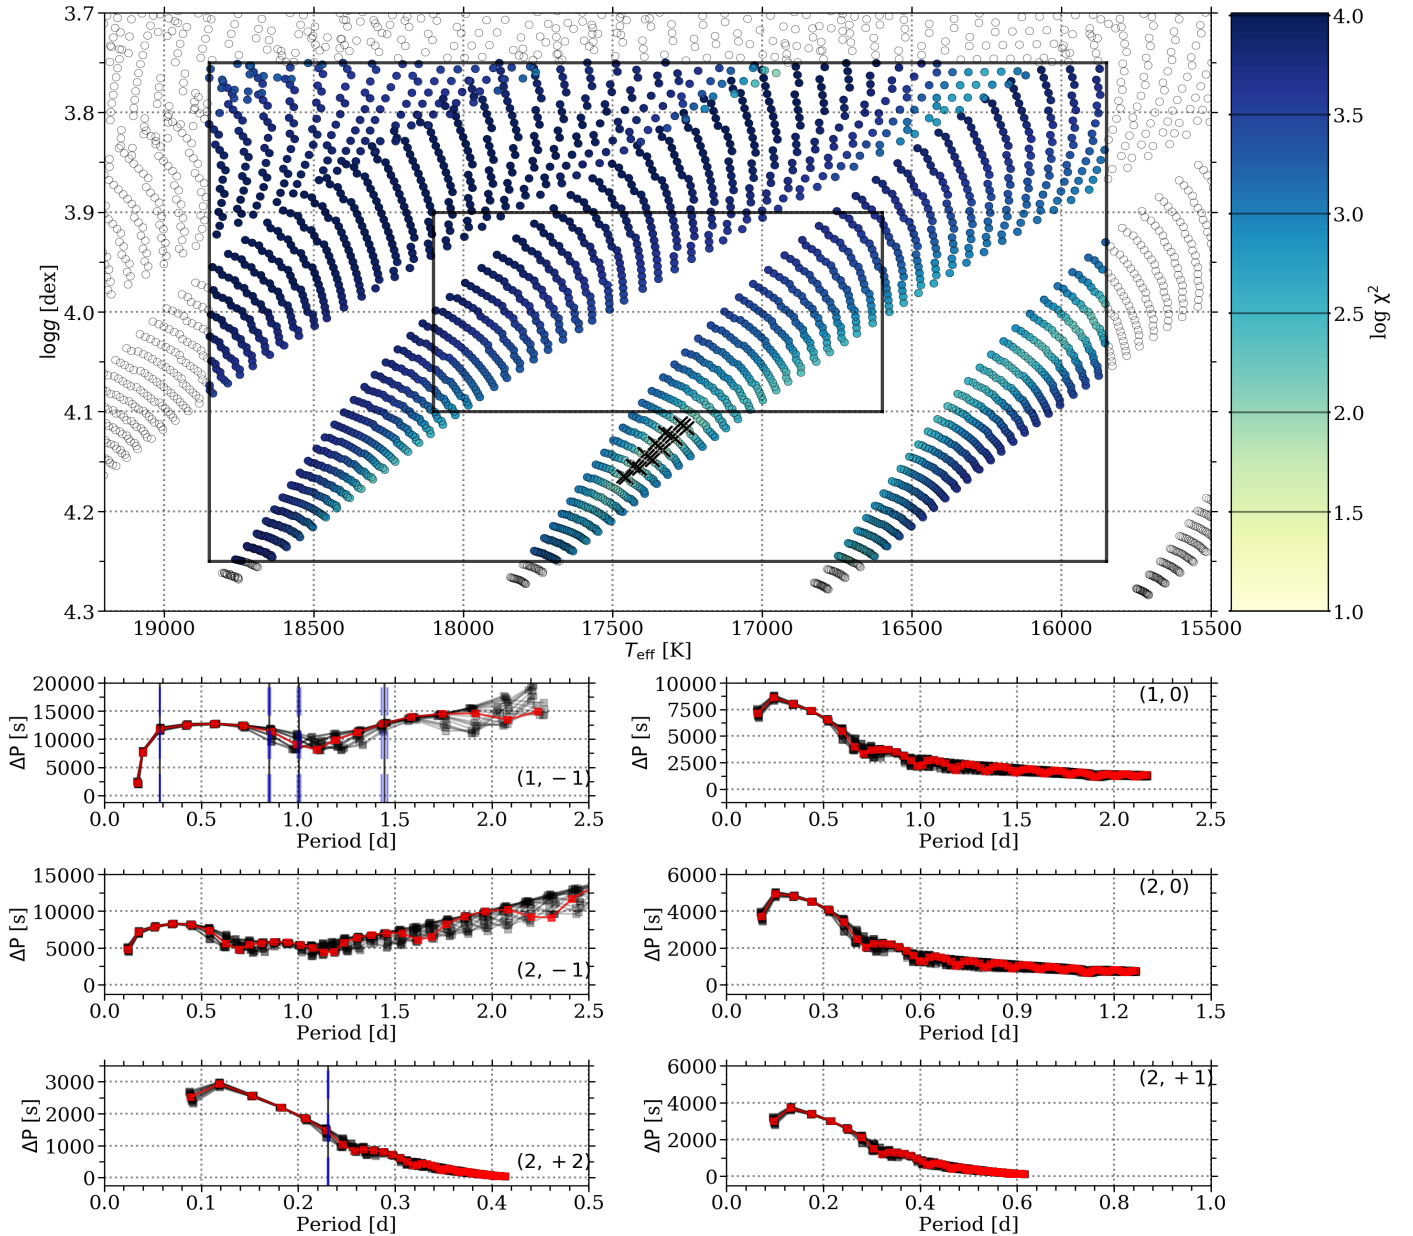 3.7
3.8
3.9
4.0
4.1
4.2
4.3
logg [dex]
19000 18500 18000 17500 17000 16500 16000 15500
Teff [K]
4.0
3.5
3.0
2.5
2.0
1.5
1.0
log χ²
20000
15000
10000
5000
0
ΔP [s]
(1, −1)
0.0 0.5 1.0 1.5 2.0 2.5
Period [d]
10000
7500
5000
2500
0
ΔP [s]
(1, 0)
0.0 0.5 1.0 1.5 2.0 2.5
Period [d]
15000
10000
5000
0
ΔP [s]
(2, −1)
0.0 0.5 1.0 1.5 2.0 2.5
Period [d]
6000
4000
2000
0
ΔP [s]
(2, 0)
0.0 0.3 0.6 0.9 1.2 1.5
Period [d]
3000
2000
1000
0
ΔP [s]
(2, +2)
0.0 0.1 0.2 0.3 0.4 0.5
Period [d]
6000
4000
2000
0
ΔP [s]
(2, +1)
0.0 0.2 0.4 0.6 0.8 1.0
Period [d]